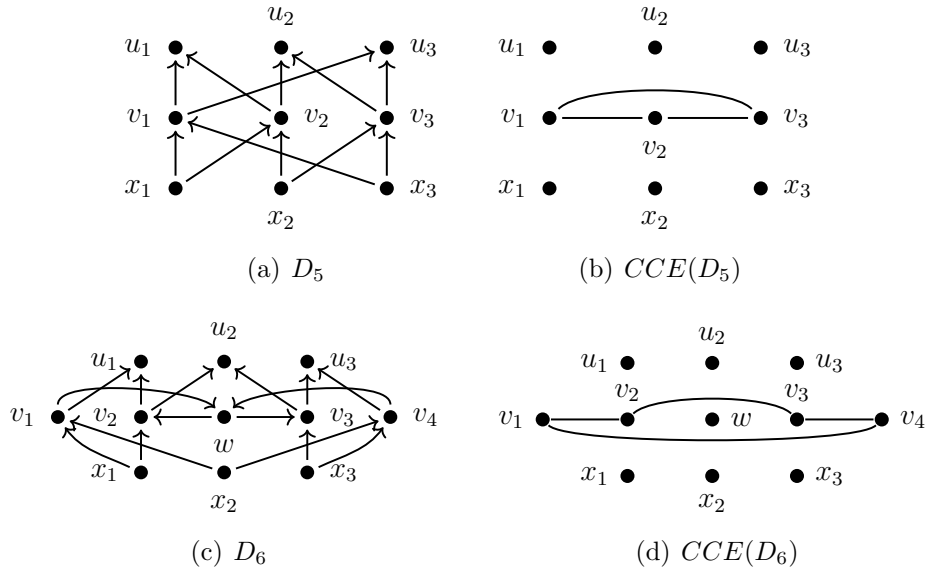 u₂ u₂
u₁ u₃ u₁ u₃
v₁ v₂ v₃ v₁ v₃
v₂
x₁ x₃ x₁ x₃
x₂ x₂
(a) D₅ (b) CCE(D₅)
u₂ u₂
u₁ u₃ u₁ u₃
v₂ v₃
v₁ v₂ v₃ v₄ v₁ w v₄
w
x₁ x₃ x₁ x₃
x₂ x₂
(c) D₆ (d) CCE(D₆)